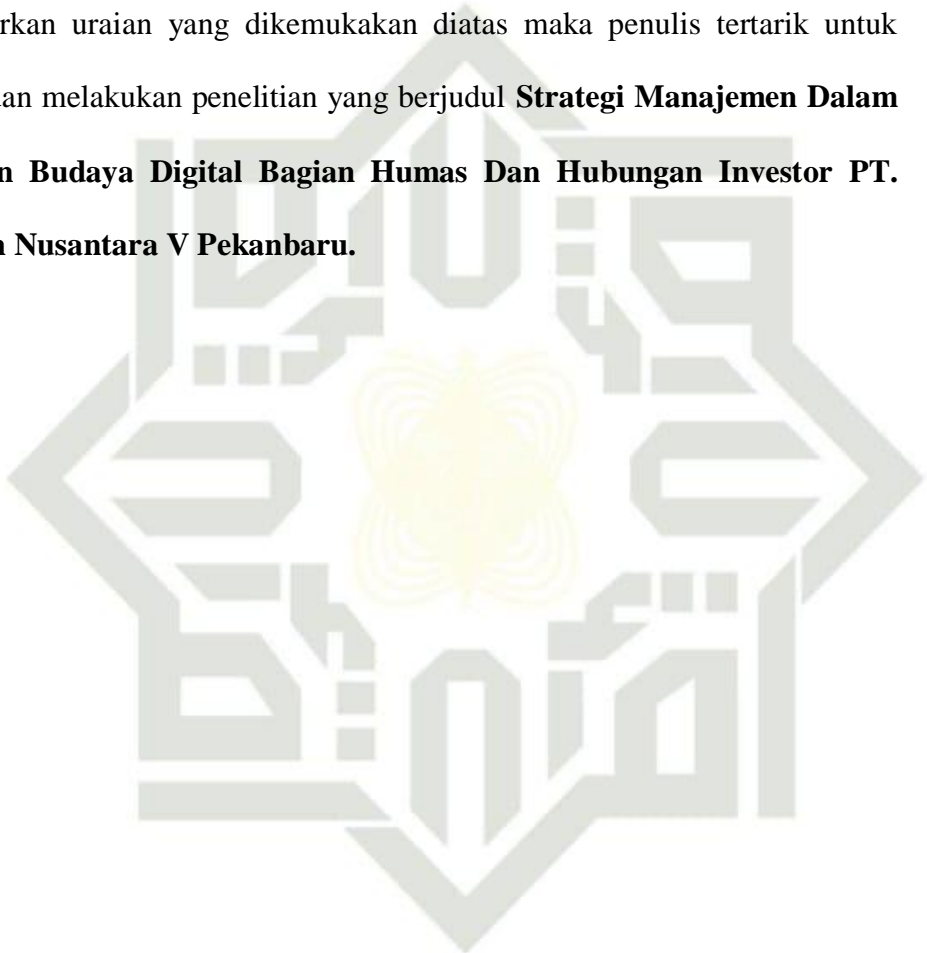 rkan uraian yang dikemukakan diatas maka penulis tertarik untuk
an melakukan penelitian yang berjudul Strategi Manajemen Dalam
n Budaya Digital Bagian Humas Dan Hubungan Investor PT.
n Nusantara V Pekanbaru.